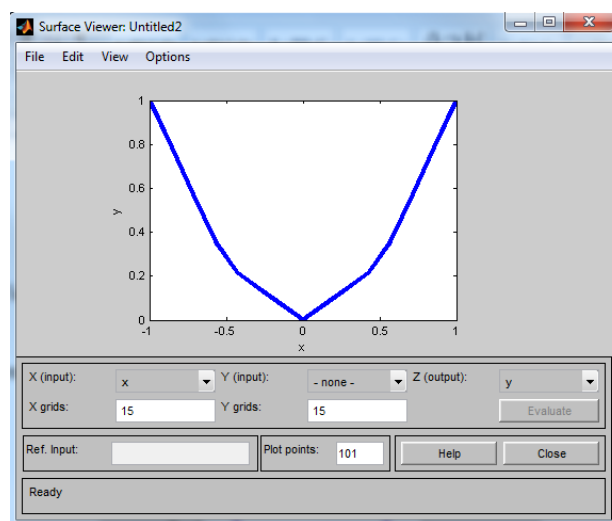 Surface Viewer: Untitled2
File Edit View Options
1
0.8
0.6
0.4
0.2
0
y
-1 -0.5 0 0.5 1
x
X (input): x Y (input): - none - Z (output): y
X grids: 15 Y grids: 15 Evaluate
Ref. Input: Plot points: 101 Help Close
Ready